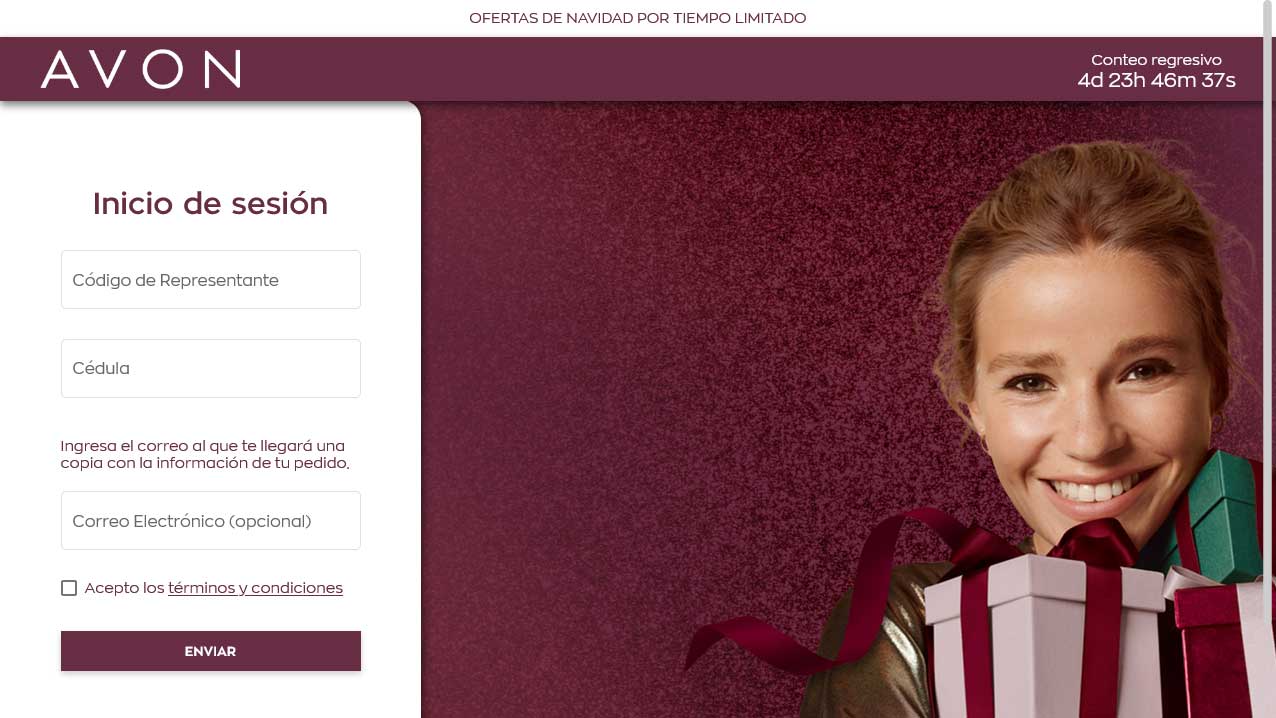 OFERTAS DE NAVIDAD POR TIEMPO LIMITADO
AVON
Conteo regresivo
4d 23h 46m 37s
Inicio de sesión
Código de Representante
Cédula
Ingresa el correo al que te llegará una
copia con la información de tu pedido.
Correo Electrónico (opcional)
Acepto los términos y condiciones
ENVIAR